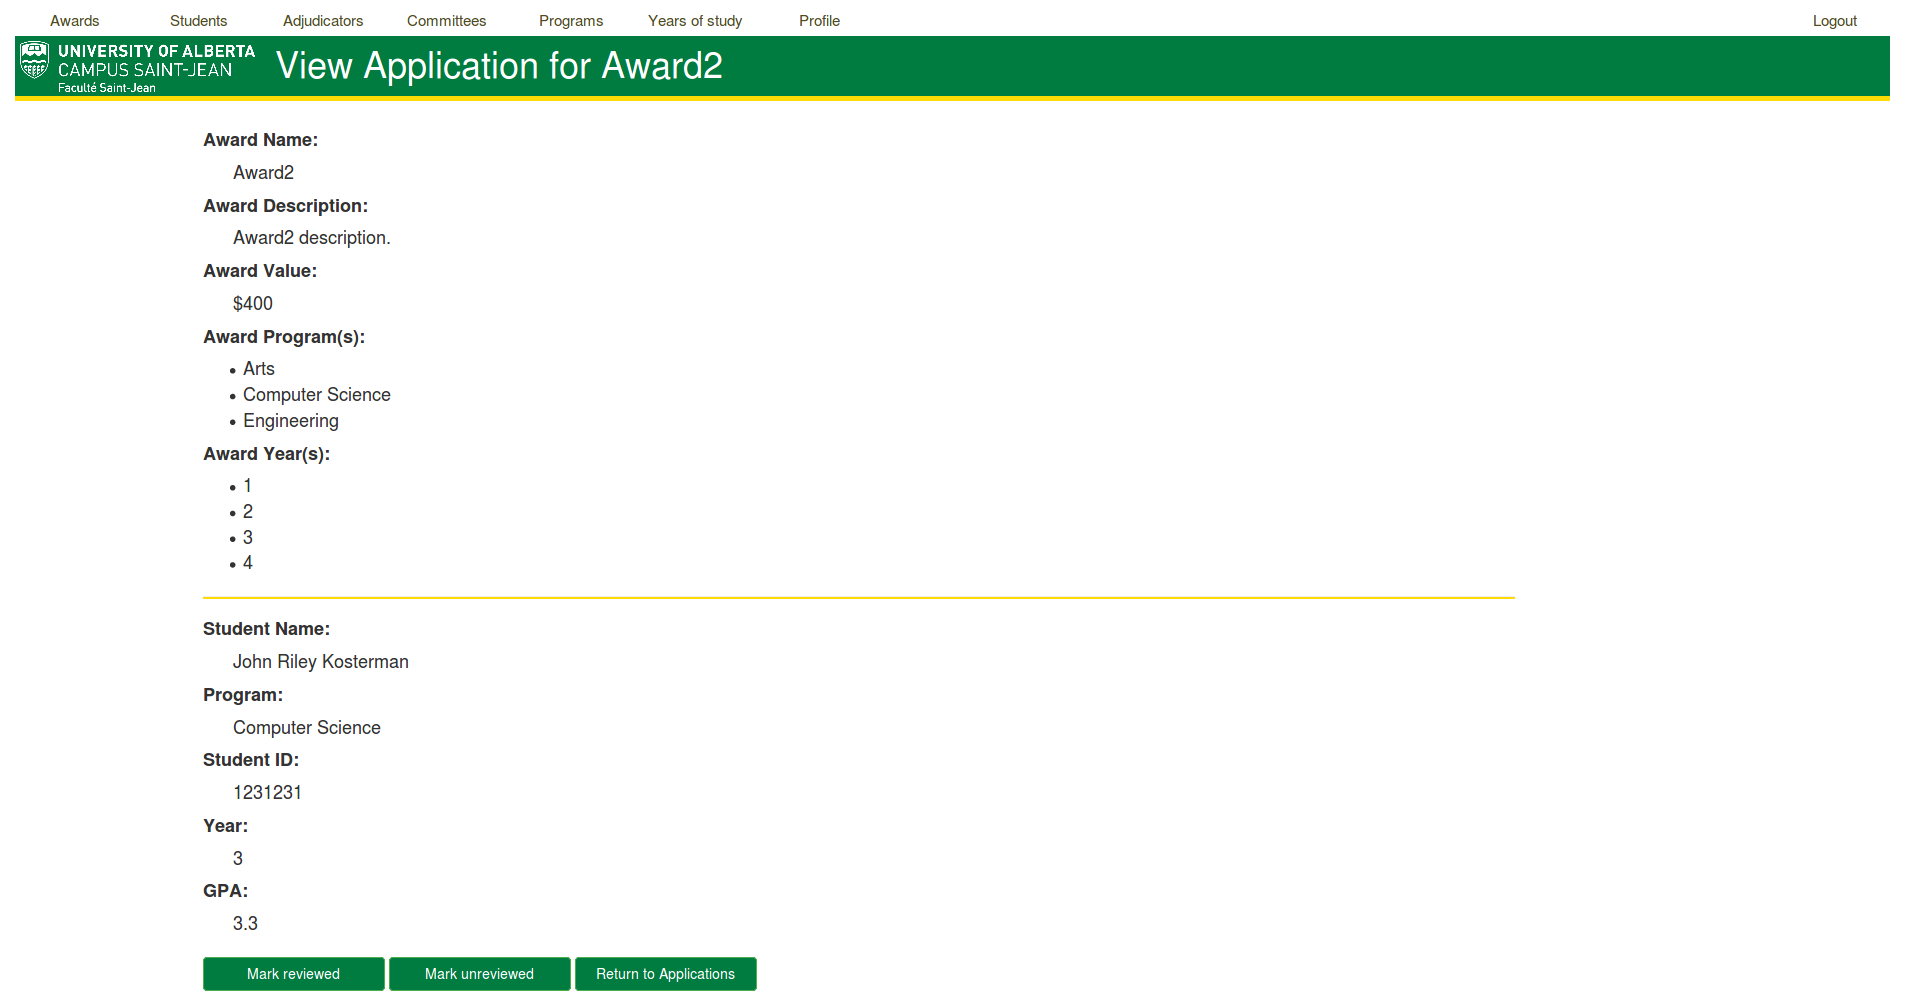 Awards Students Adjudicators Committees Programs Years of study Profile Logout
UNIVERSITY OF ALBERTA
CAMPUS SAINT-JEAN
Faculté Saint-Jean
View Application for Award2
Award Name:
Award2
Award Description:
Award2 description.
Award Value:
$400
Award Program(s):
• Arts
• Computer Science
• Engineering
Award Year(s):
• 1
• 2
• 3
• 4
Student Name:
John Riley Kosterman
Program:
Computer Science
Student ID:
1231231
Year:
3
GPA:
3.3
Mark reviewed Mark unreviewed Return to Applications